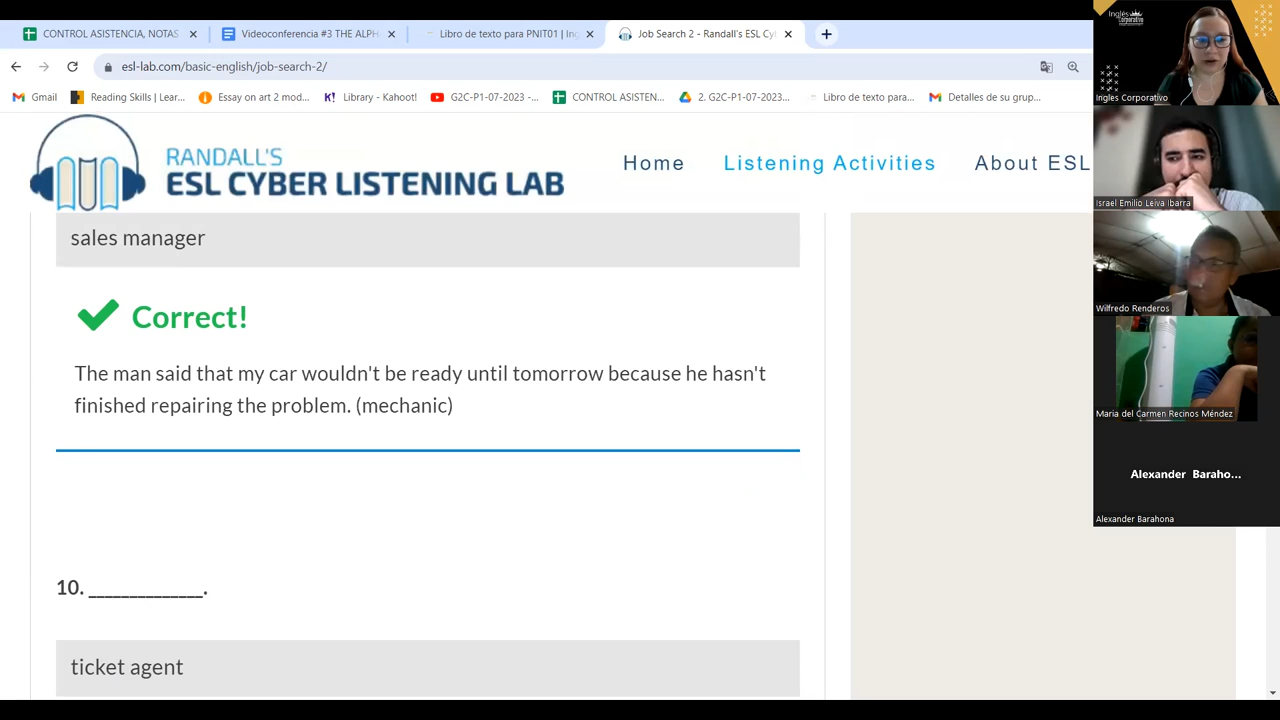 CONTROL ASISTENCIA, NOTAS
Videoconferencia #3 THE ALPH
Libro de texto para PNIT01 | Ing
Job Search 2 - Randall's ESL Cy
esl-lab.com/basic-english/job-search-2/
Gmail
Reading Skills | Lear...
Essay on art 2 mod...
Library - Kahoot!
G2C-P1-07-2023 -...
CONTROL ASISTEN...
2. G2C-P1-07-2023...
Libro de texto para...
Detalles de su grup...
RANDALL'S
ESL CYBER LISTENING LAB
Home
Listening Activities
About ESL
sales manager
Correct!
The man said that my car wouldn't be ready until tomorrow because he hasn't
finished repairing the problem. (mechanic)
10. _____________.
ticket agent
Inglés
Corporativo
Ingles Corporativo
Israel Emilio Leiva Ibarra
Wilfredo Renderos
Maria del Carmen Recinos Méndez
Alexander Baraho...
Alexander Barahona